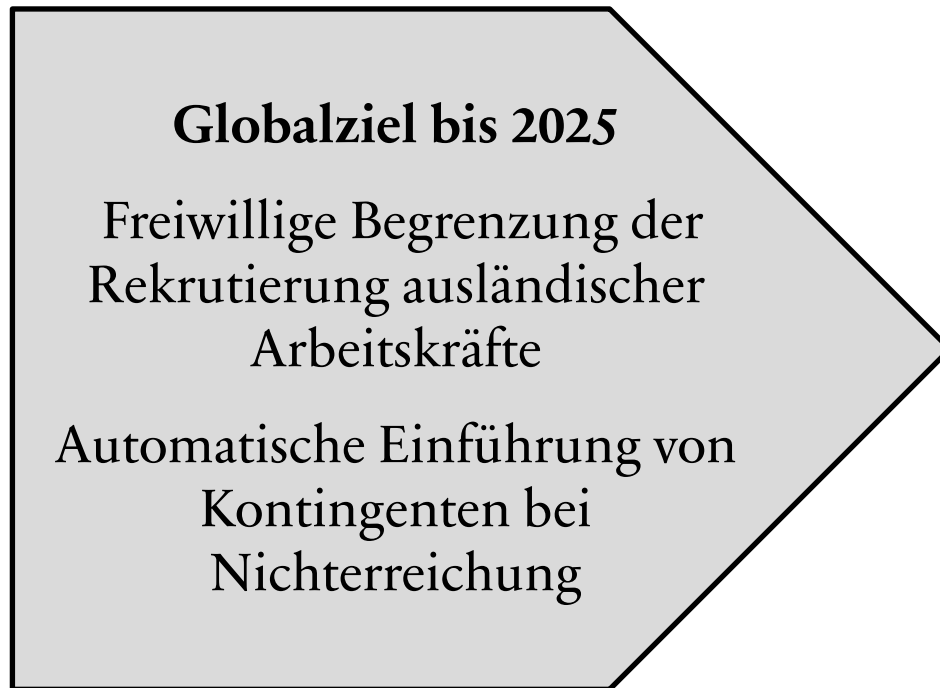 Globalziel bis 2025
Freiwillige Begrenzung der
Rekrutierung ausländischer
Arbeitskräfte
Automatische Einführung von
Kontingenten bei
Nichterreichung